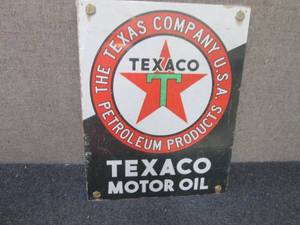 THE TEXAS COMPANY U.S.A.
TEXACO
T
PETROLEUM PRODUCTS
TEXACO
MOTOR OIL